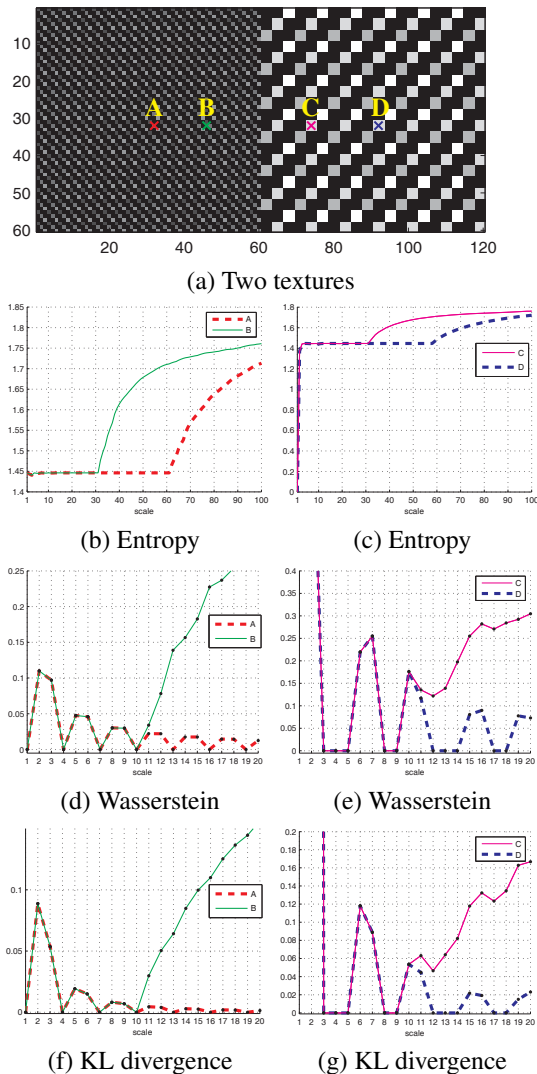 10
20
30
40
50
60
A B C D
20 40 60 80 100 120
(a) Two textures
1.8
1.75
1.7
1.65
1.6
1.55
1.5
1.45
1.4
1 10 20 30 40 50 60 70 80 90 100
scale
A
B
(b) Entropy
1.8
1.6
1.4
1.2
1
0.8
0.6
0.4
0.2
0
1 10 20 30 40 50 60 70 80 90 100
scale
C
D
(c) Entropy
0.25
0.2
0.15
0.1
0.05
0
1 2 3 4 5 6 7 8 9 10 11 12 13 14 15 16 17 18 19 20
scale
A
B
(d) Wasserstein
0.4
0.35
0.3
0.25
0.2
0.15
0.1
0.05
0
1 2 3 4 5 6 7 8 9 10 11 12 13 14 15 16 17 18 19 20
scale
C
D
(e) Wasserstein
0.1
0.05
0
1 2 3 4 5 6 7 8 9 10 11 12 13 14 15 16 17 18 19 20
scale
A
B
(f) KL divergence
0.2
0.18
0.16
0.14
0.12
0.1
0.08
0.06
0.04
0.02
0
1 2 3 4 5 6 7 8 9 10 11 12 13 14 15 16 17 18 19 20
scale
C
D
(g) KL divergence